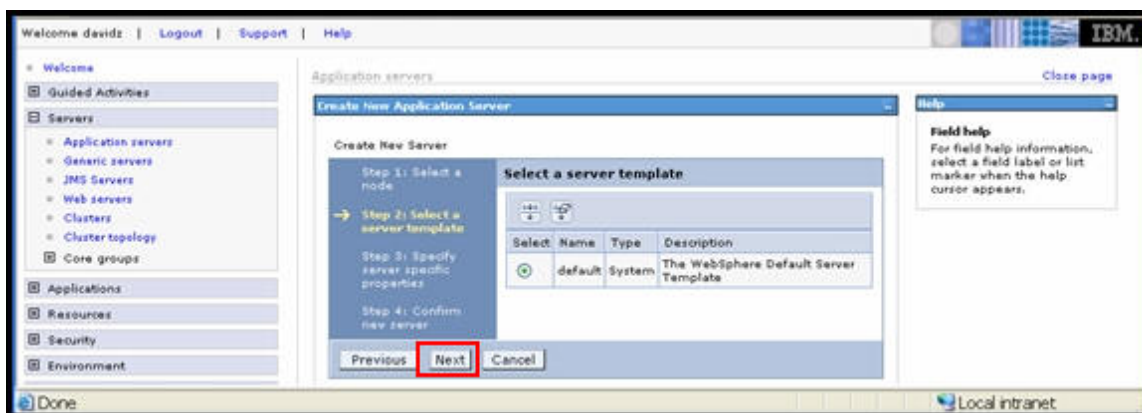 Welcome davidz | Logout | Support | Help
IBM.
Welcome
Guided Activities
Servers
Application servers
Generic servers
JMS Servers
Web servers
Clusters
Cluster topology
Core groups
Applications
Resources
Security
Environment
Application servers
Close page
Create New Application Server
Create New Server
Step 1: Select a
node
Step 2: Select a
server template
Step 3: Specify
server specific
properties
Step 4: Confirm
new server
Select a server template
Select Name Type Description
default System The WebSphere Default Server
Template
Previous Next Cancel
Help
Field help
For field help information,
select a field label or list
marker when the help
cursor appears.
Done
Local intranet